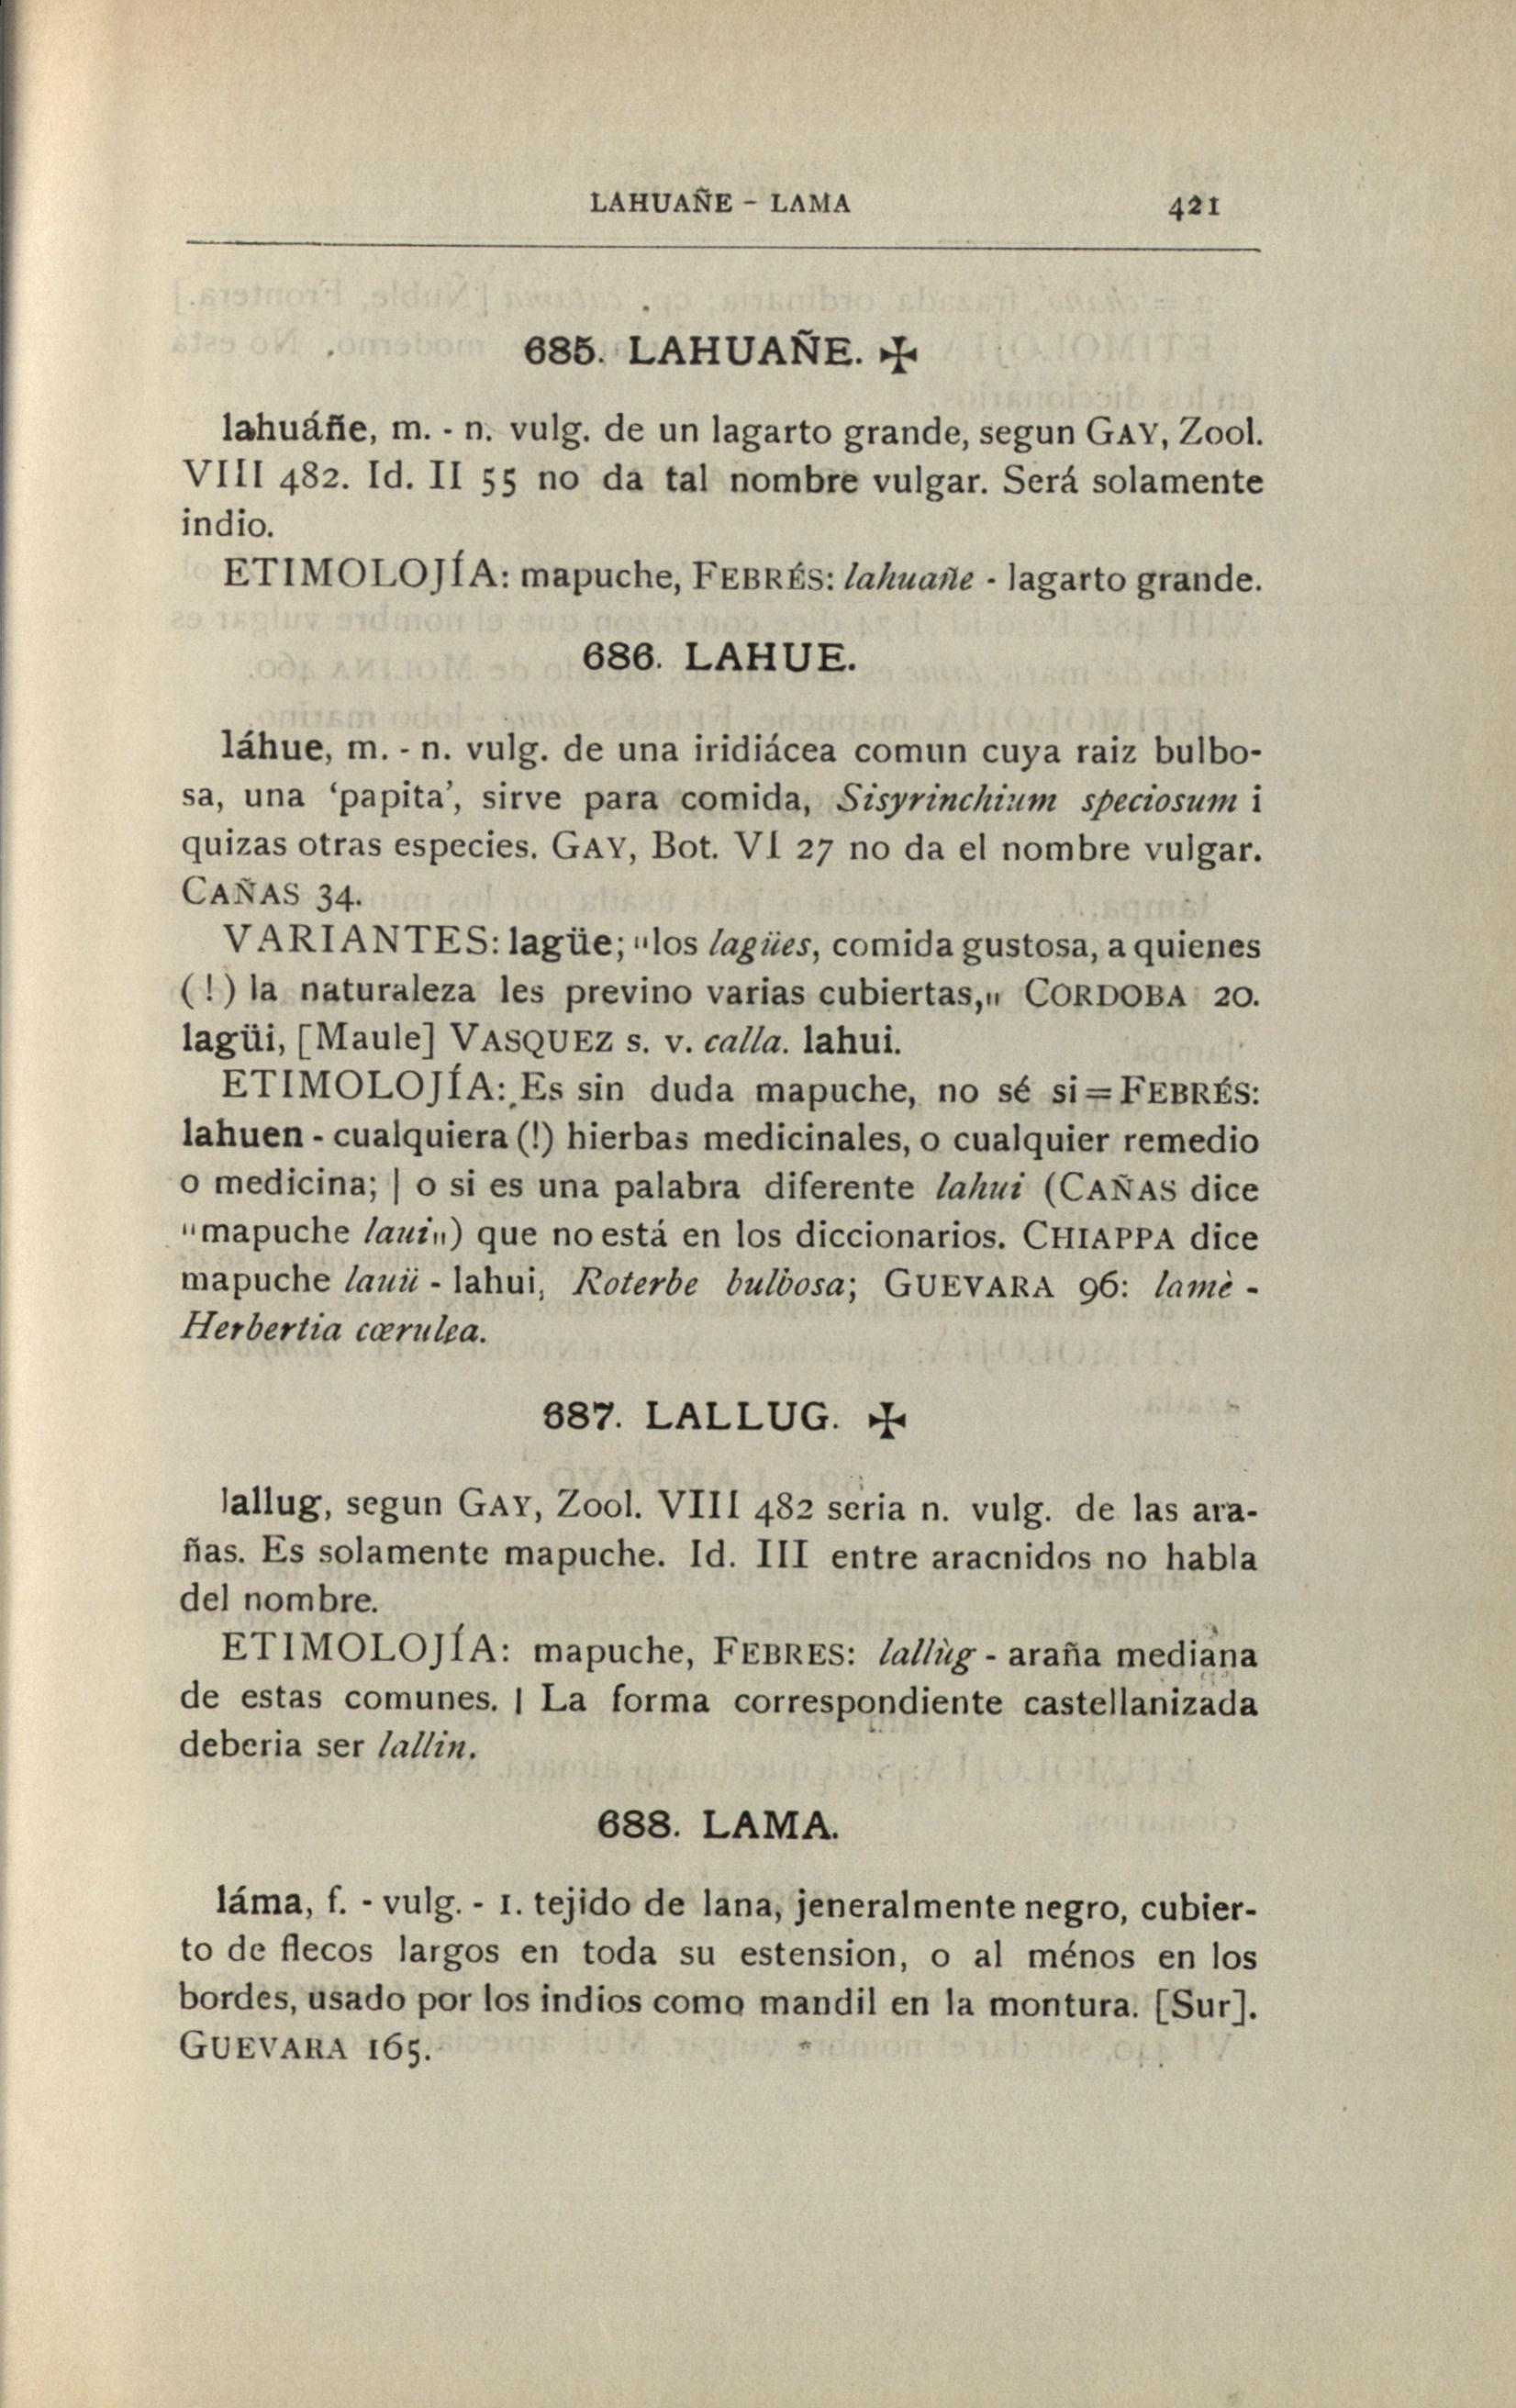 LAHUAÑE - LAMA 421
685. LAHUAÑE. ✠
lahuáñe, m. - n. vulg. de un lagarto grande, segun GAY, Zool.
VIII 482. Id. II 55 no da tal nombre vulgar. Será solamente
indio.
ETIMOLOJÍA: mapuche, FEBRÉS: lahuañe - lagarto grande.
686. LAHUE.
láhue, m. - n. vulg. de una iridiácea comun cuya raiz bulbo-
sa, una ‘papita’, sirve para comida, Sisyrinchium speciosum i
quizas otras especies. GAY, Bot. VI 27 no da el nombre vulgar.
CAÑAS 34.
VARIANTES: lagüe; "los lagües, comida gustosa, a quienes
(!) la naturaleza les previno varias cubiertas,„ CORDOBA 20.
lagüi, [Maule] VASQUEZ s. v. calla. lahui.
ETIMOLOJÍA: Es sin duda mapuche, no sé si = FEBRÉS:
lahuen - cualquiera (!) hierbas medicinales, o cualquier remedio
o medicina; | o si es una palabra diferente lahui (CAÑAS dice
"mapuche laui„) que no está en los diccionarios. CHIAPPA dice
mapuche lauü - lahui, Roterbe bulbosa; GUEVARA 96: lamè -
Herbertia cœrulea.
687. LALLUG. ✠
lallug, segun GAY, Zool. VIII 482 seria n. vulg. de las ara-
ñas. Es solamente mapuche. Id. III entre aracnidos no habla
del nombre.
ETIMOLOJÍA: mapuche, FEBRES: lallùg - araña mediana
de estas comunes. | La forma correspondiente castellanizada
deberia ser lallin.
688. LAMA.
láma, f. - vulg. - 1. tejido de lana, jeneralmente negro, cubier-
to de flecos largos en toda su estension, o al ménos en los
bordes, usado por los indios como mandil en la montura. [Sur].
GUEVARA 165.